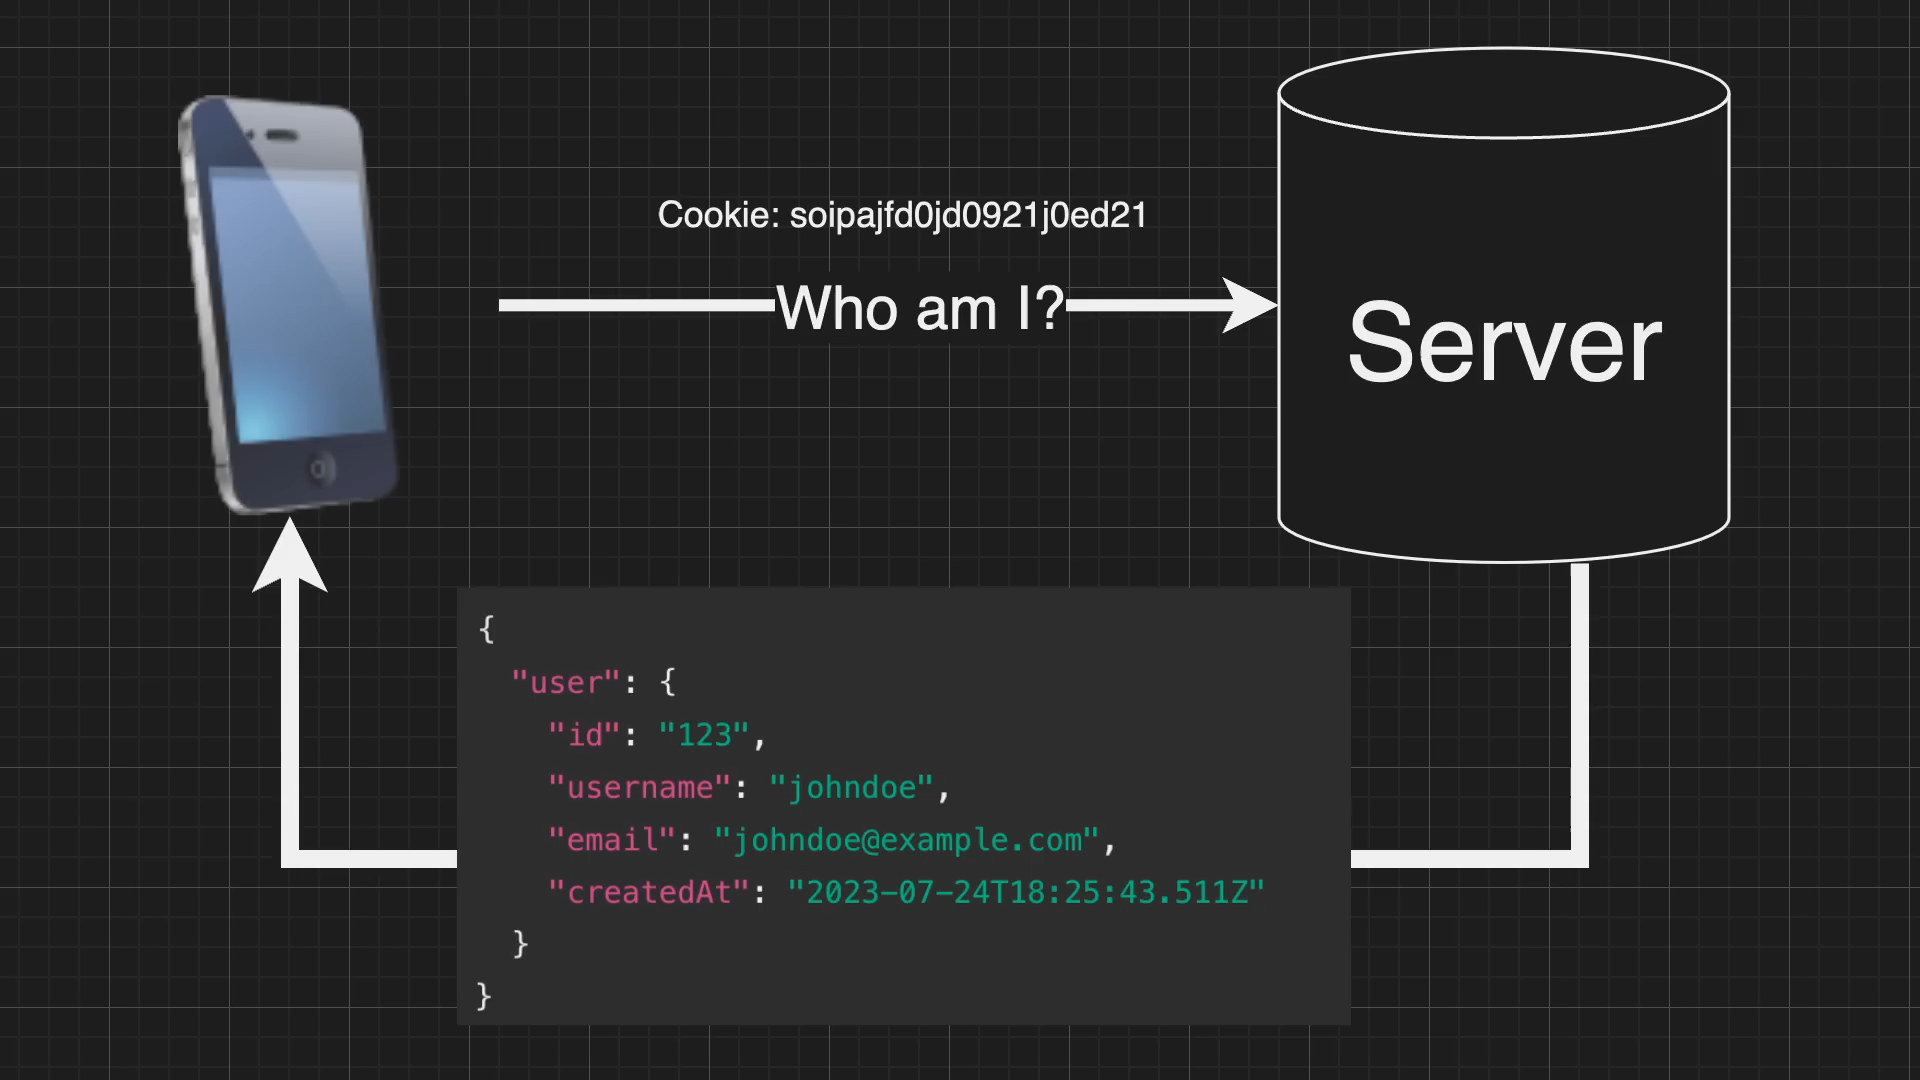 Cookie: soipajfd0jd0921j0ed21
Who am I?
Server
{
"user": {
"id": "123",
"username": "johndoe",
"email": "johndoe@example.com",
"createdAt": "2023-07-24T18:25:43.511Z"
}
}